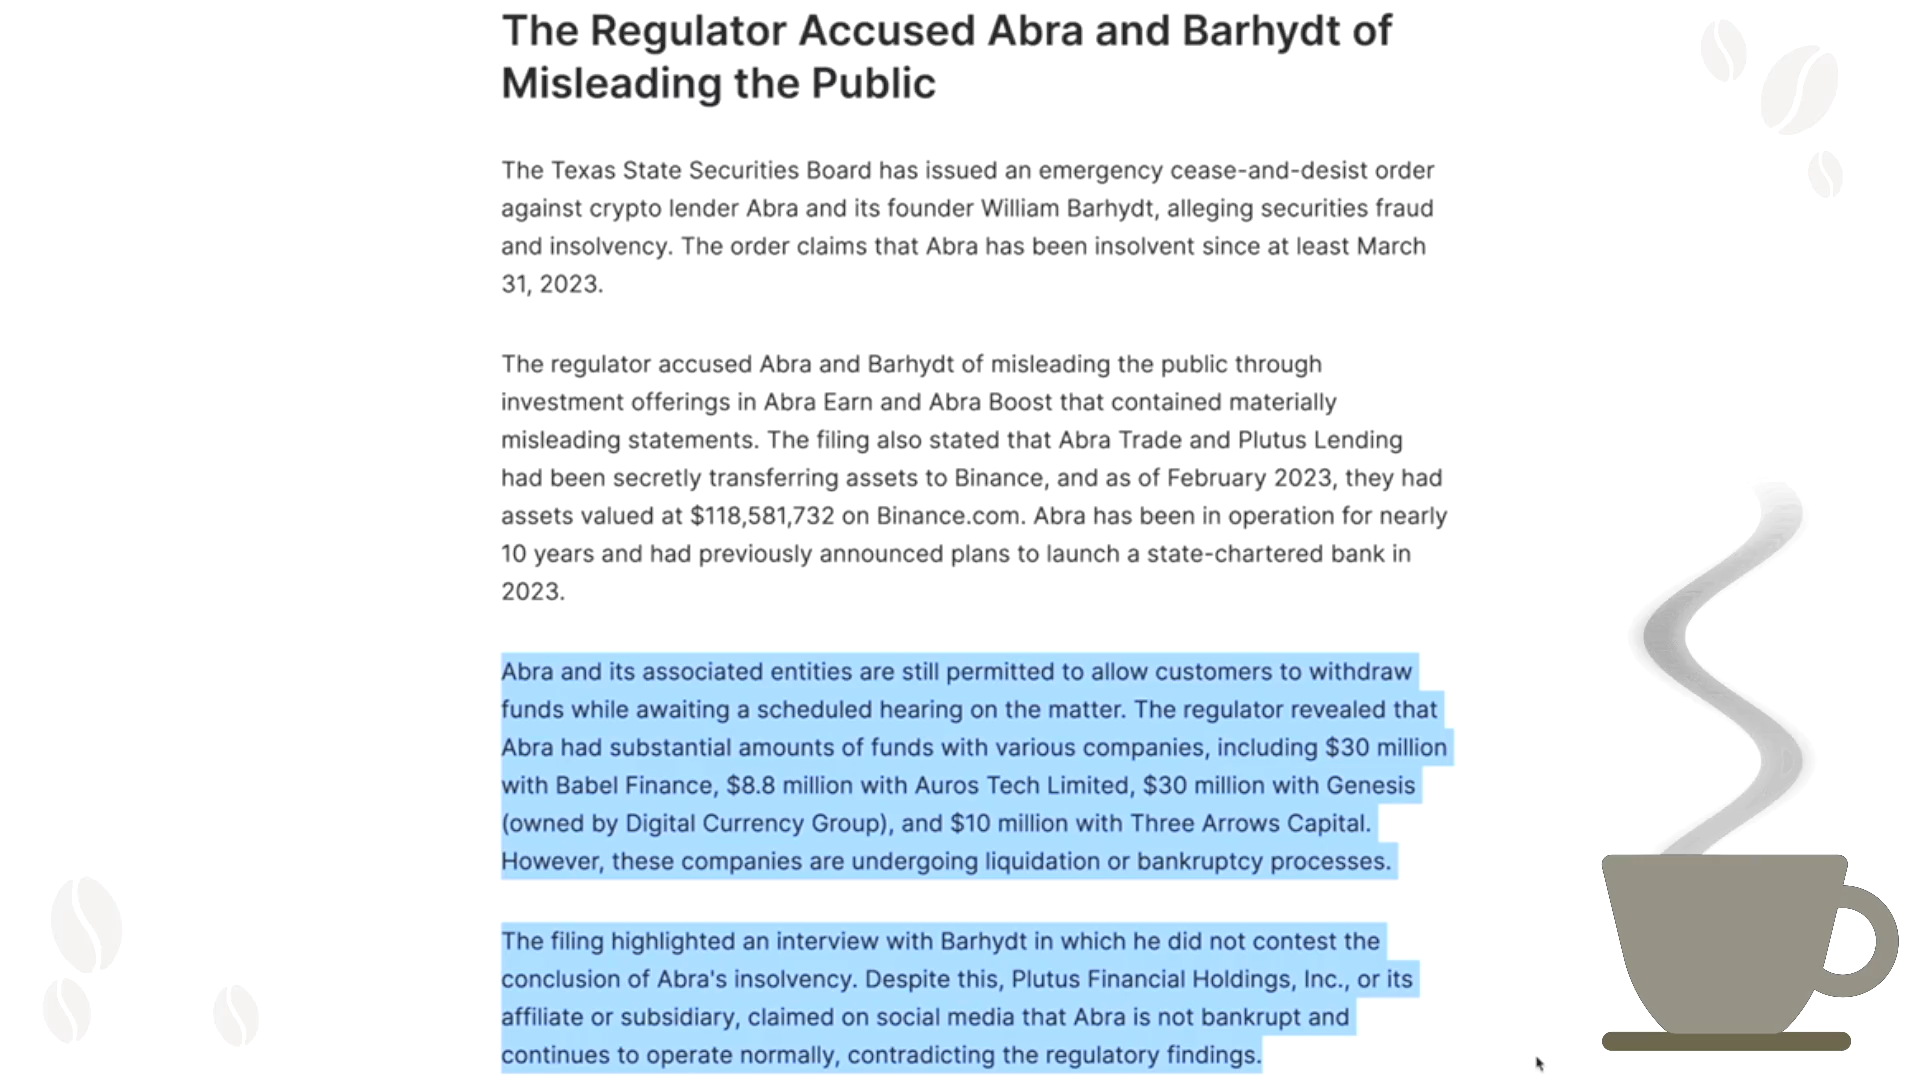 The Regulator Accused Abra and Barhydt of
Misleading the Public
The Texas State Securities Board has issued an emergency cease-and-desist order
against crypto lender Abra and its founder William Barhydt, alleging securities fraud
and insolvency. The order claims that Abra has been insolvent since at least March
31, 2023.
The regulator accused Abra and Barhydt of misleading the public through
investment offerings in Abra Earn and Abra Boost that contained materially
misleading statements. The filing also stated that Abra Trade and Plutus Lending
had been secretly transferring assets to Binance, and as of February 2023, they had
assets valued at $118,581,732 on Binance.com. Abra has been in operation for nearly
10 years and had previously announced plans to launch a state-chartered bank in
2023.
Abra and its associated entities are still permitted to allow customers to withdraw
funds while awaiting a scheduled hearing on the matter. The regulator revealed that
Abra had substantial amounts of funds with various companies, including $30 million
with Babel Finance, $8.8 million with Auros Tech Limited, $30 million with Genesis
(owned by Digital Currency Group), and $10 million with Three Arrows Capital.
However, these companies are undergoing liquidation or bankruptcy processes.
The filing highlighted an interview with Barhydt in which he did not contest the
conclusion of Abra's insolvency. Despite this, Plutus Financial Holdings, Inc., or its
affiliate or subsidiary, claimed on social media that Abra is not bankrupt and
continues to operate normally, contradicting the regulatory findings.